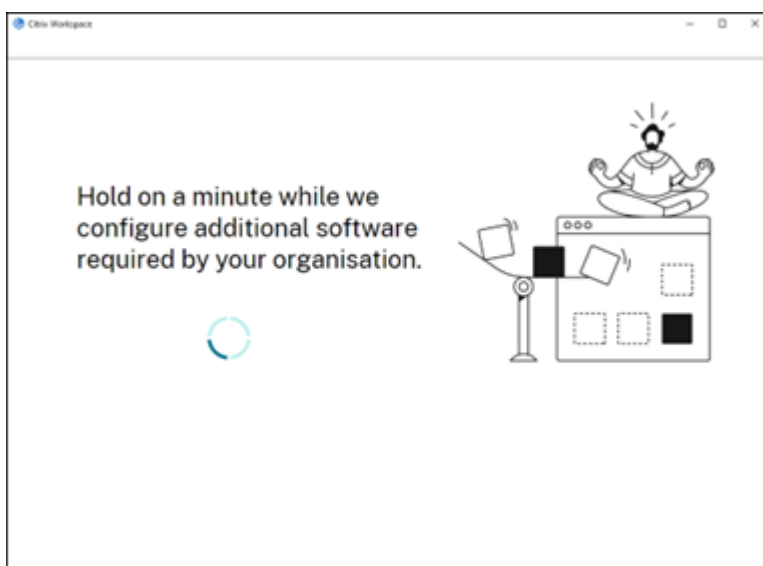 Citrix Workspace
Hold on a minute while we
configure additional software
required by your organisation.